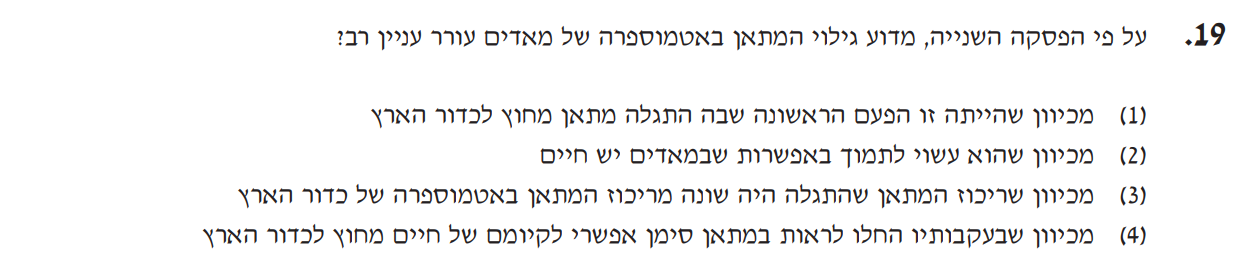 19. על פי הפסקה השנייה, מדוע גילוי המתאן באטמוספרה של מאדים עורר עניין רב?
(1) מכיוון שהייתה זו הפעם הראשונה שבה התגלה מתאן מחוץ לכדור הארץ
(2) מכיוון שהוא עשוי לתמוך באפשרות שבמאדים יש חיים
(3) מכיוון שריכוז המתאן שהתגלה היה שונה מריכוז המתאן באטמוספרה של כדור הארץ
(4) מכיוון שבעקבותיו החלו לראות במתאן סימן אפשרי לקיומם של חיים מחוץ לכדור הארץ